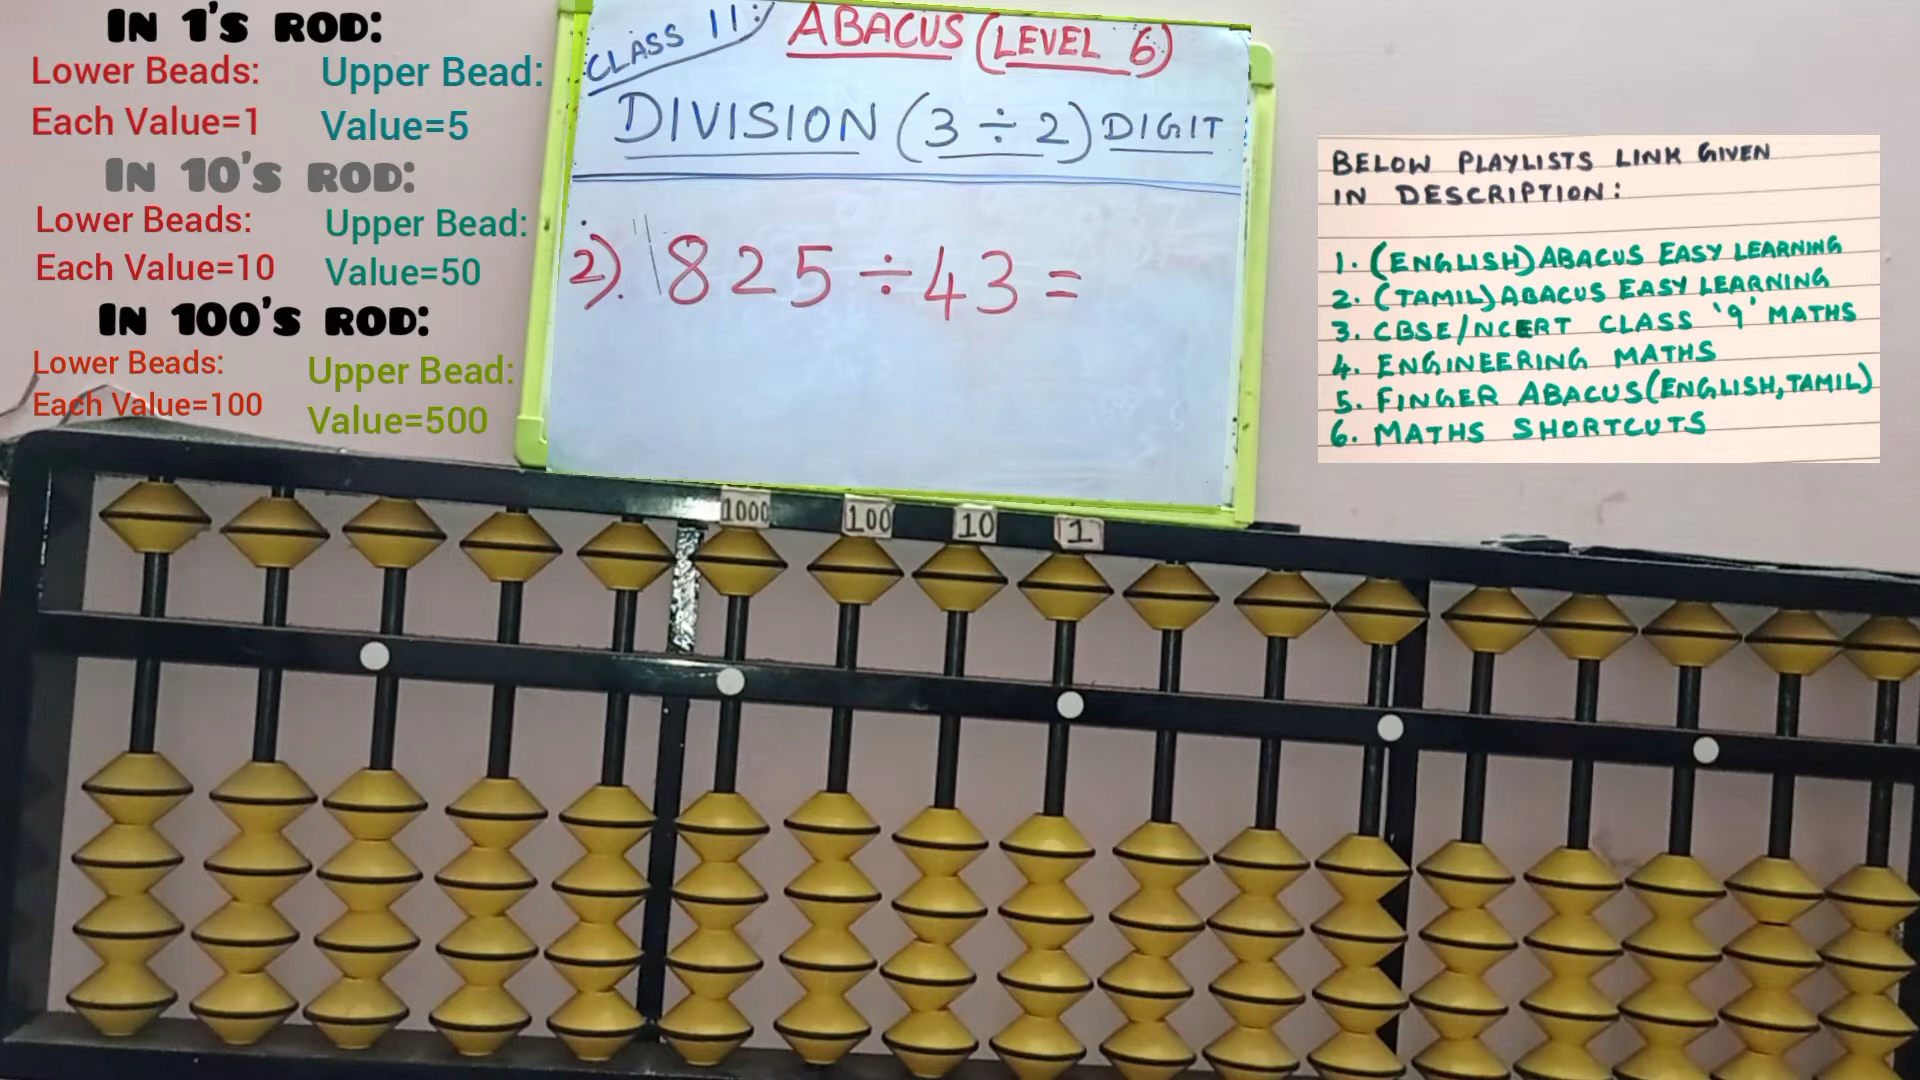 IN 1's ROD:
Lower Beads: Upper Bead:
Each Value=1 Value=5
IN 10's ROD:
Lower Beads: Upper Bead:
Each Value=10 Value=50
IN 100's ROD:
Lower Beads: Upper Bead:
Each Value=100 Value=500
CLASS 11: ABACUS (LEVEL 6)
DIVISION (3 ÷ 2) DIGIT
2). 825 ÷ 43 =
BELOW PLAYLISTS LINK GIVEN
IN DESCRIPTION:
1. (ENGLISH) ABACUS EASY LEARNING
2. (TAMIL) ABACUS EASY LEARNING
3. CBSE/NCERT CLASS '9' MATHS
4. ENGINEERING MATHS
5. FINGER ABACUS (ENGLISH, TAMIL)
6. MATHS SHORTCUTS
1000 100 10 1